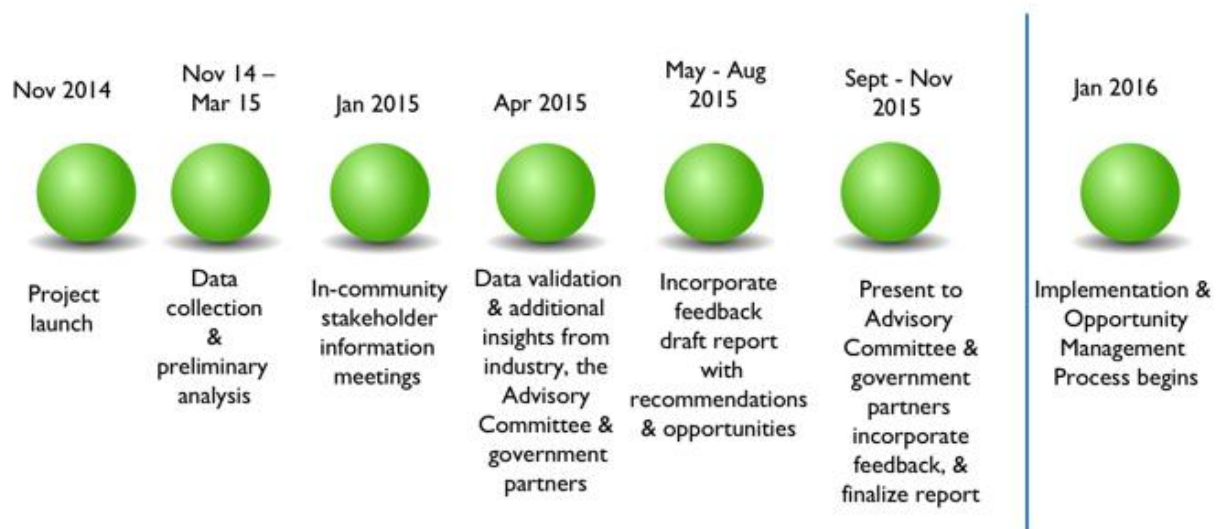 Nov 2014
Nov 14 –
Mar 15
Jan 2015
Apr 2015
May - Aug
2015
Sept - Nov
2015
Jan 2016
Project
launch
Data
collection
&
preliminary
analysis
In-community
stakeholder
information
meetings
Data validation
& additional
insights from
industry, the
Advisory
Committee &
government
partners
Incorporate
feedback
draft report
with
recommendations
& opportunities
Present to
Advisory
Committee &
government
partners
incorporate
feedback, &
finalize report
Implementation &
Opportunity
Management
Process begins